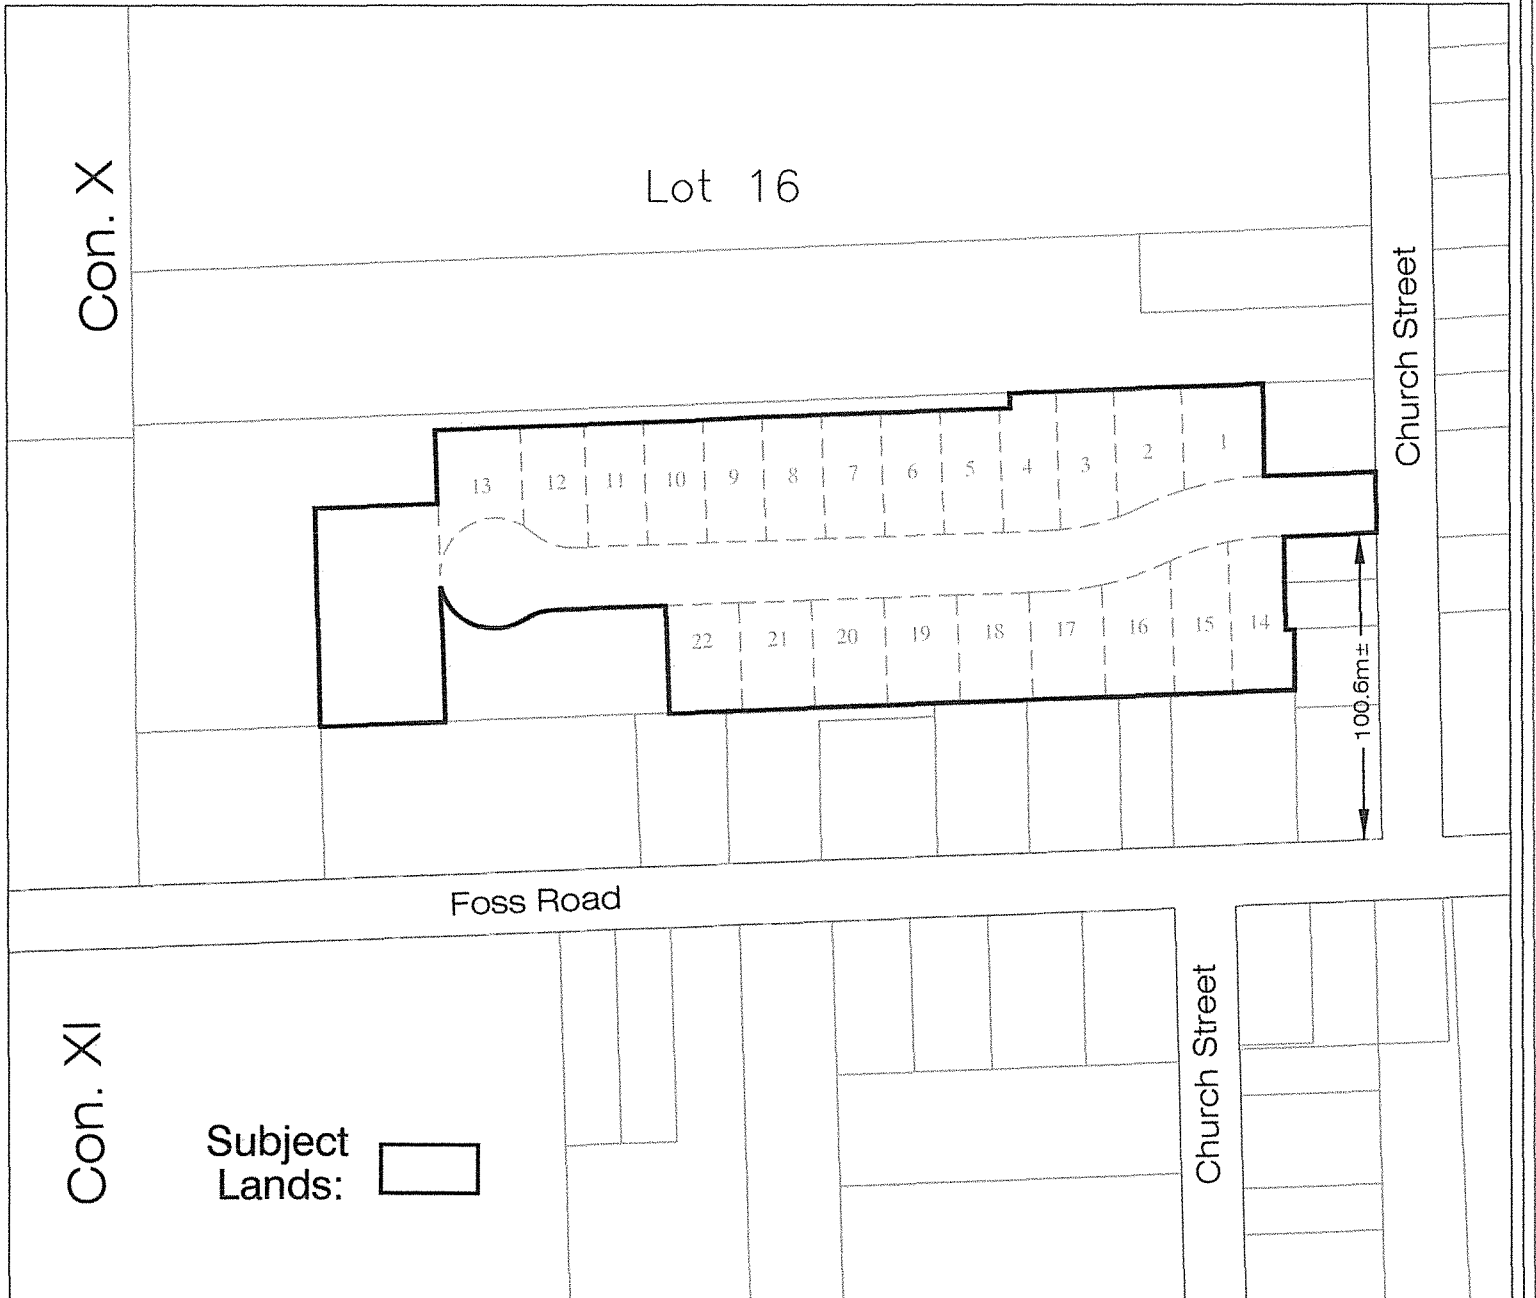 Con. X
Lot 16
Church Street
13 12 11 10 9 8 7 6 5 4 3 2 1
22 21 20 19 18 17 16 15 14
100.6m±
Foss Road
Con. XI
Church Street
Subject
Lands: